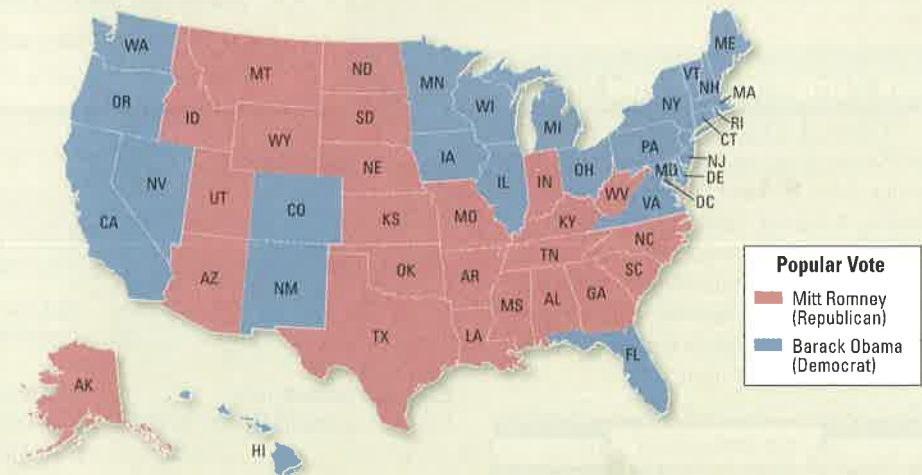 WA
MT
ND
MN
ME
VT
NH
MA
OR
ID
SD
WI
NY
RI
CT
WY
MI
PA
NE
IA
NJ
NV
UT
IL
IN
OH
MD
DE
CO
WV
VA
DC
CA
KS
MO
KY
NC
TN
AZ
NM
OK
AR
SC
MS
AL
GA
TX
LA
FL
AK
HI
Popular Vote
Mitt Romney
(Republican)
Barack Obama
(Democrat)